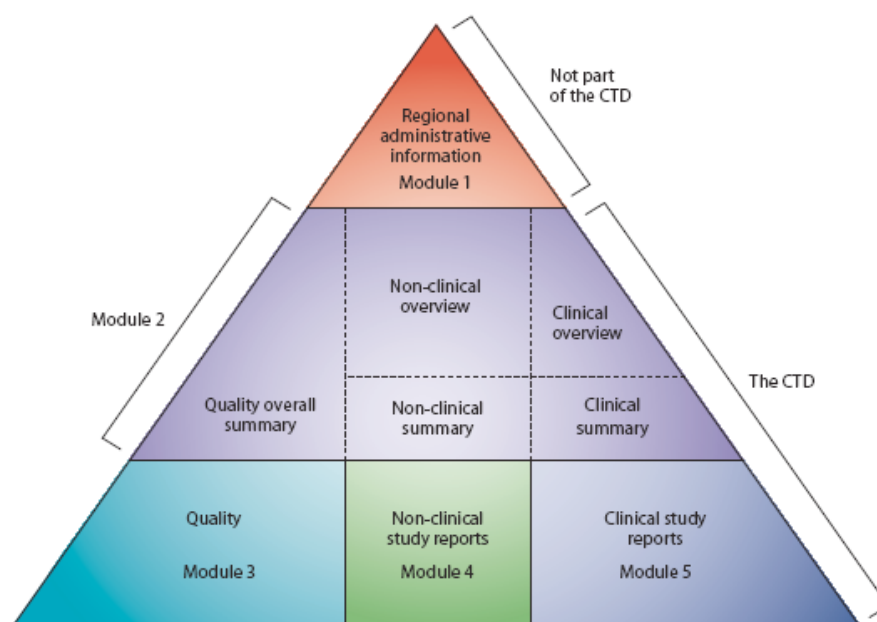 Not part
of the CTD
Regional
administrative
information
Module 1
Module 2
Non-clinical
overview
Clinical
overview
The CTD
Quality overall
summary
Non-clinical
summary
Clinical
summary
Quality
Module 3
Non-clinical
study reports
Module 4
Clinical study
reports
Module 5